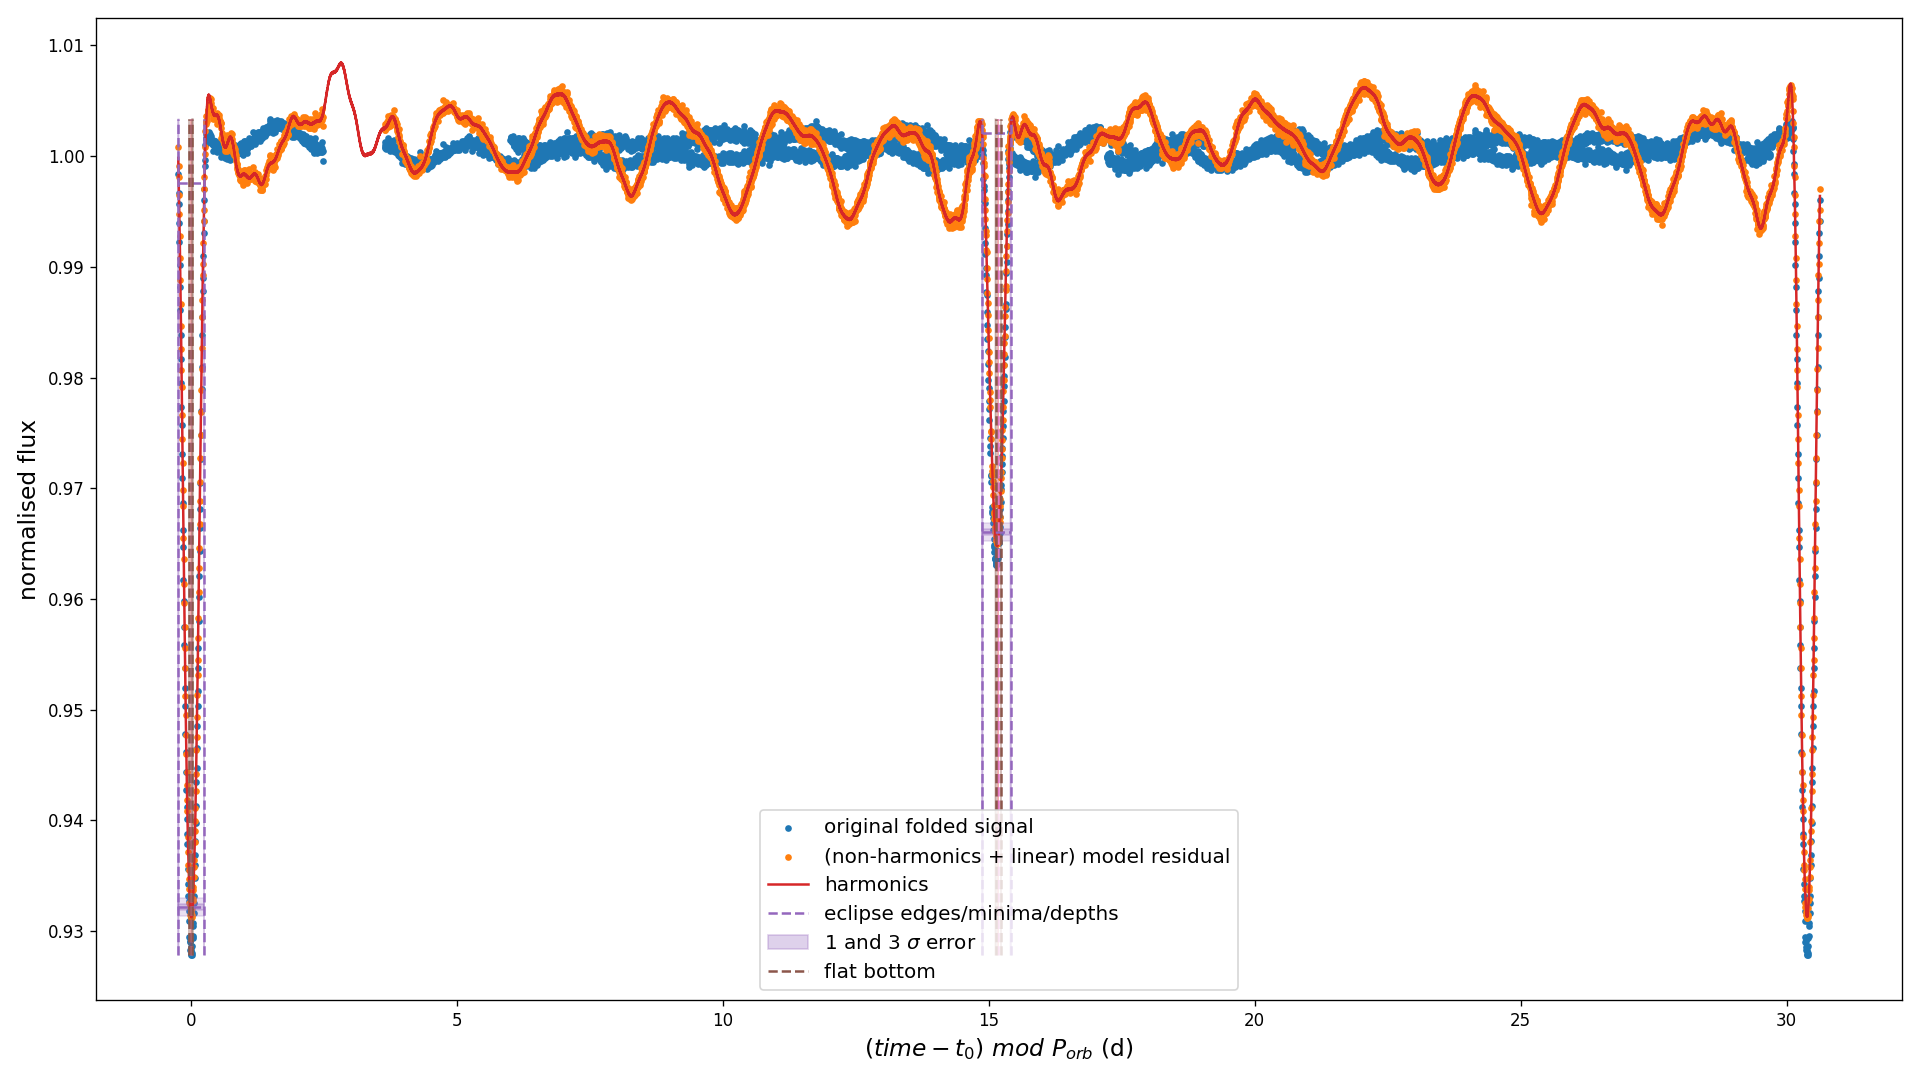 1.01
1.00
0.99
0.98
0.97
0.96
0.95
0.94
0.93
normalised flux
original folded signal
(non-harmonics + linear) model residual
harmonics
eclipse edges/minima/depths
1 and 3 σ error
flat bottom
0 5 10 15 20 25 30
(time − t₀) mod Pₒᵣb (d)